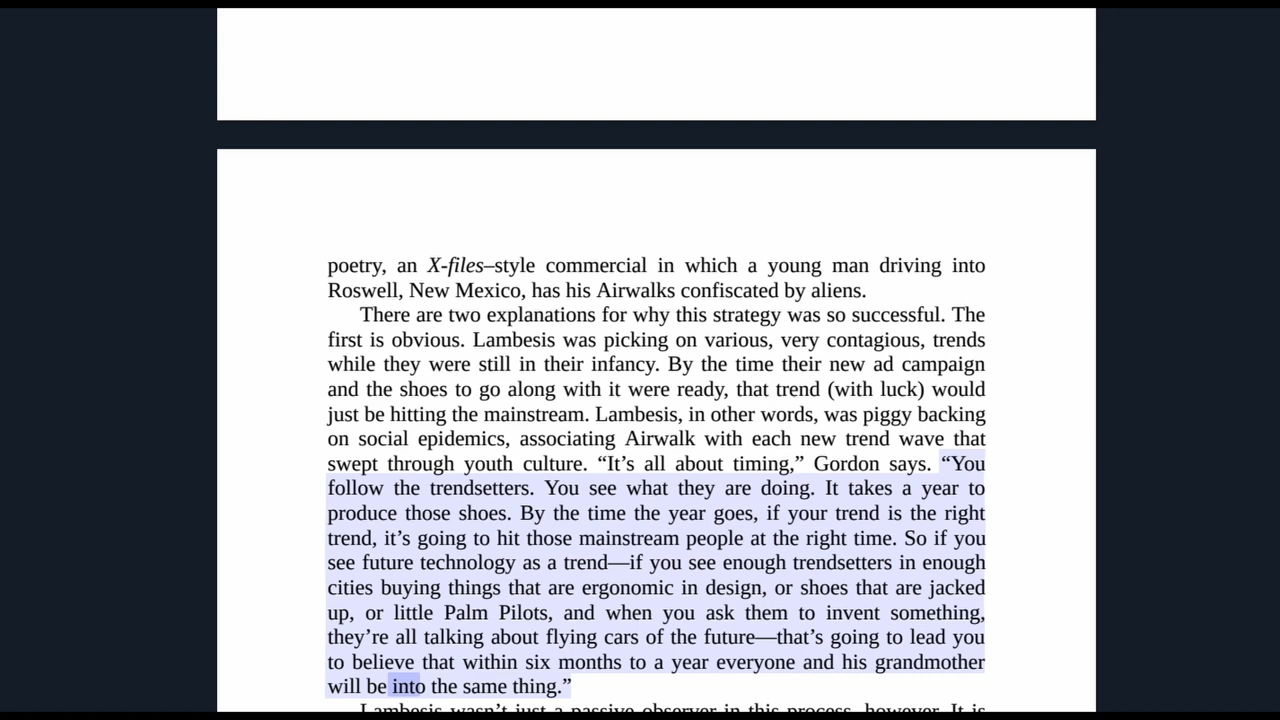 poetry, an X-files–style commercial in which a young man driving into
Roswell, New Mexico, has his Airwalks confiscated by aliens.
There are two explanations for why this strategy was so successful. The
first is obvious. Lambesis was picking on various, very contagious, trends
while they were still in their infancy. By the time their new ad campaign
and the shoes to go along with it were ready, that trend (with luck) would
just be hitting the mainstream. Lambesis, in other words, was piggy backing
on social epidemics, associating Airwalk with each new trend wave that
swept through youth culture. “It’s all about timing,” Gordon says. “You
follow the trendsetters. You see what they are doing. It takes a year to
produce those shoes. By the time the year goes, if your trend is the right
trend, it’s going to hit those mainstream people at the right time. So if you
see future technology as a trend—if you see enough trendsetters in enough
cities buying things that are ergonomic in design, or shoes that are jacked
up, or little Palm Pilots, and when you ask them to invent something,
they’re all talking about flying cars of the future—that’s going to lead you
to believe that within six months to a year everyone and his grandmother
will be into the same thing.”
Lambesis wasn’t just a passive observer in this process, however. It is